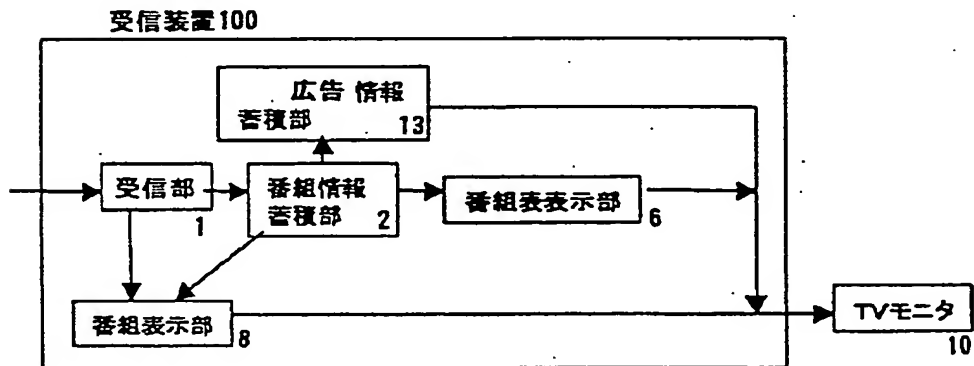 受信装置100
広告 情報
蓄積部 13
受信部
1
番組情報
蓄積部 2
番組表表示部
6
番組表示部
8
TVモニタ
10